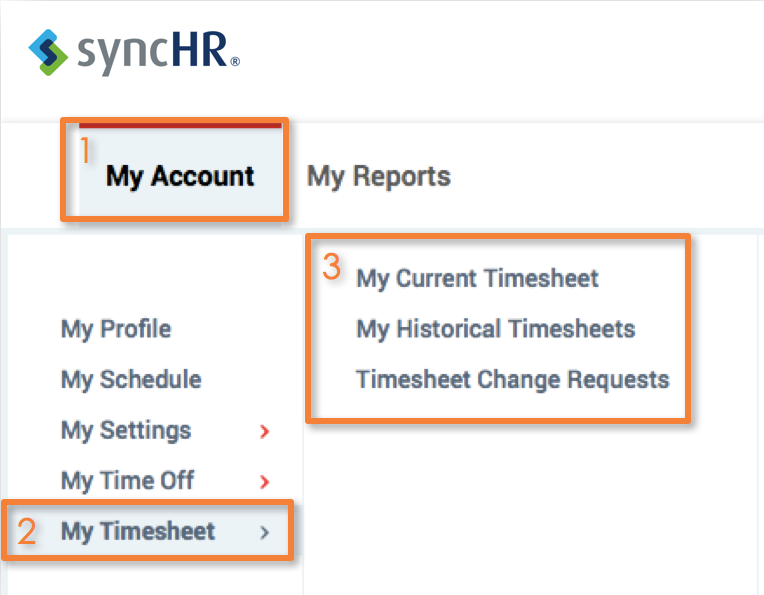 syncHR®
1
My Account
My Reports
3
My Current Timesheet
My Historical Timesheets
Timesheet Change Requests
My Profile
My Schedule
My Settings
My Time Off
2
My Timesheet